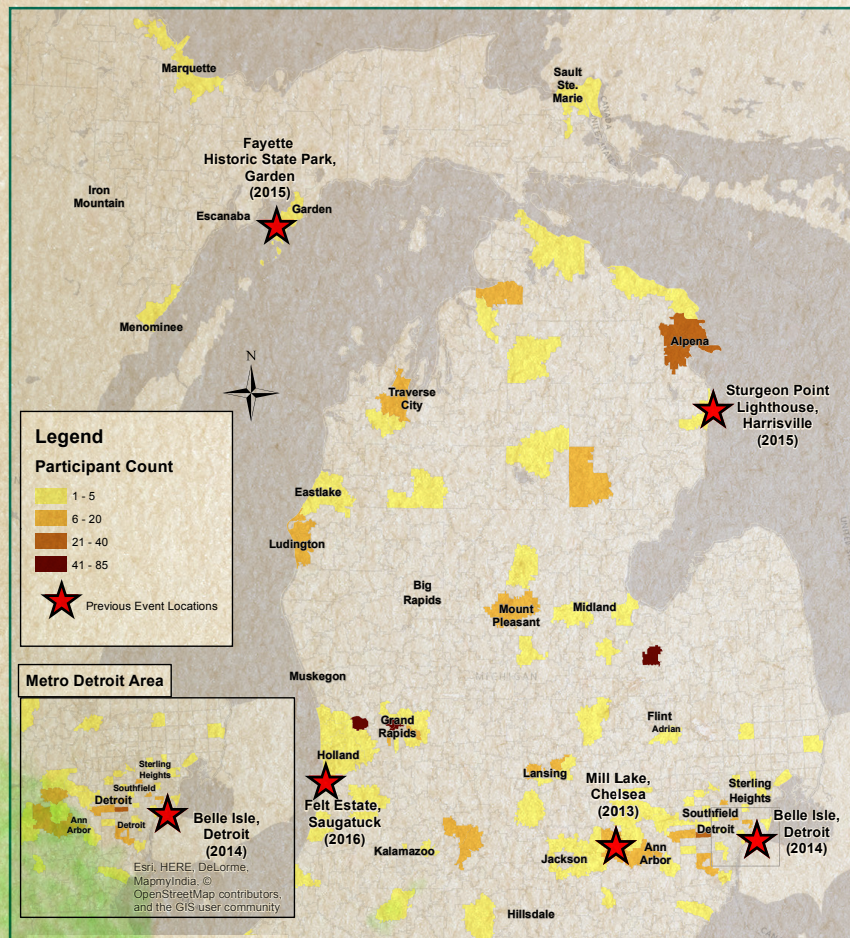 Marquette
Sault
Ste.
Marie
CANADA
Fayette
Historic State Park,
Garden
(2015)
Iron
Mountain
Escanaba
Garden
Menominee
N
Alpena
Traverse
City
Sturgeon Point
Lighthouse,
Harrisville
(2015)
Legend
Participant Count
1 - 5
6 - 20
21 - 40
41 - 85
Previous Event Locations
Eastlake
Ludington
Big
Rapids
Mount
Pleasant
Midland
Muskegon
MICHIGAN
Grand
Rapids
Flint
Adrian
Holland
Lansing
Felt Estate,
Saugatuck
(2016)
Mill Lake,
Chelsea
(2013)
Sterling
Heights
Southfield
Detroit
Belle Isle,
Detroit
(2014)
Kalamazoo
Jackson
Ann
Arbor
Hillsdale
Metro Detroit Area
Sterling
Heights
Southfield
Detroit
Ann
Arbor
Detroit
Belle Isle,
Detroit
(2014)
Esri, HERE, DeLorme,
MapmyIndia, ©
OpenStreetMap contributors,
and the GIS user community